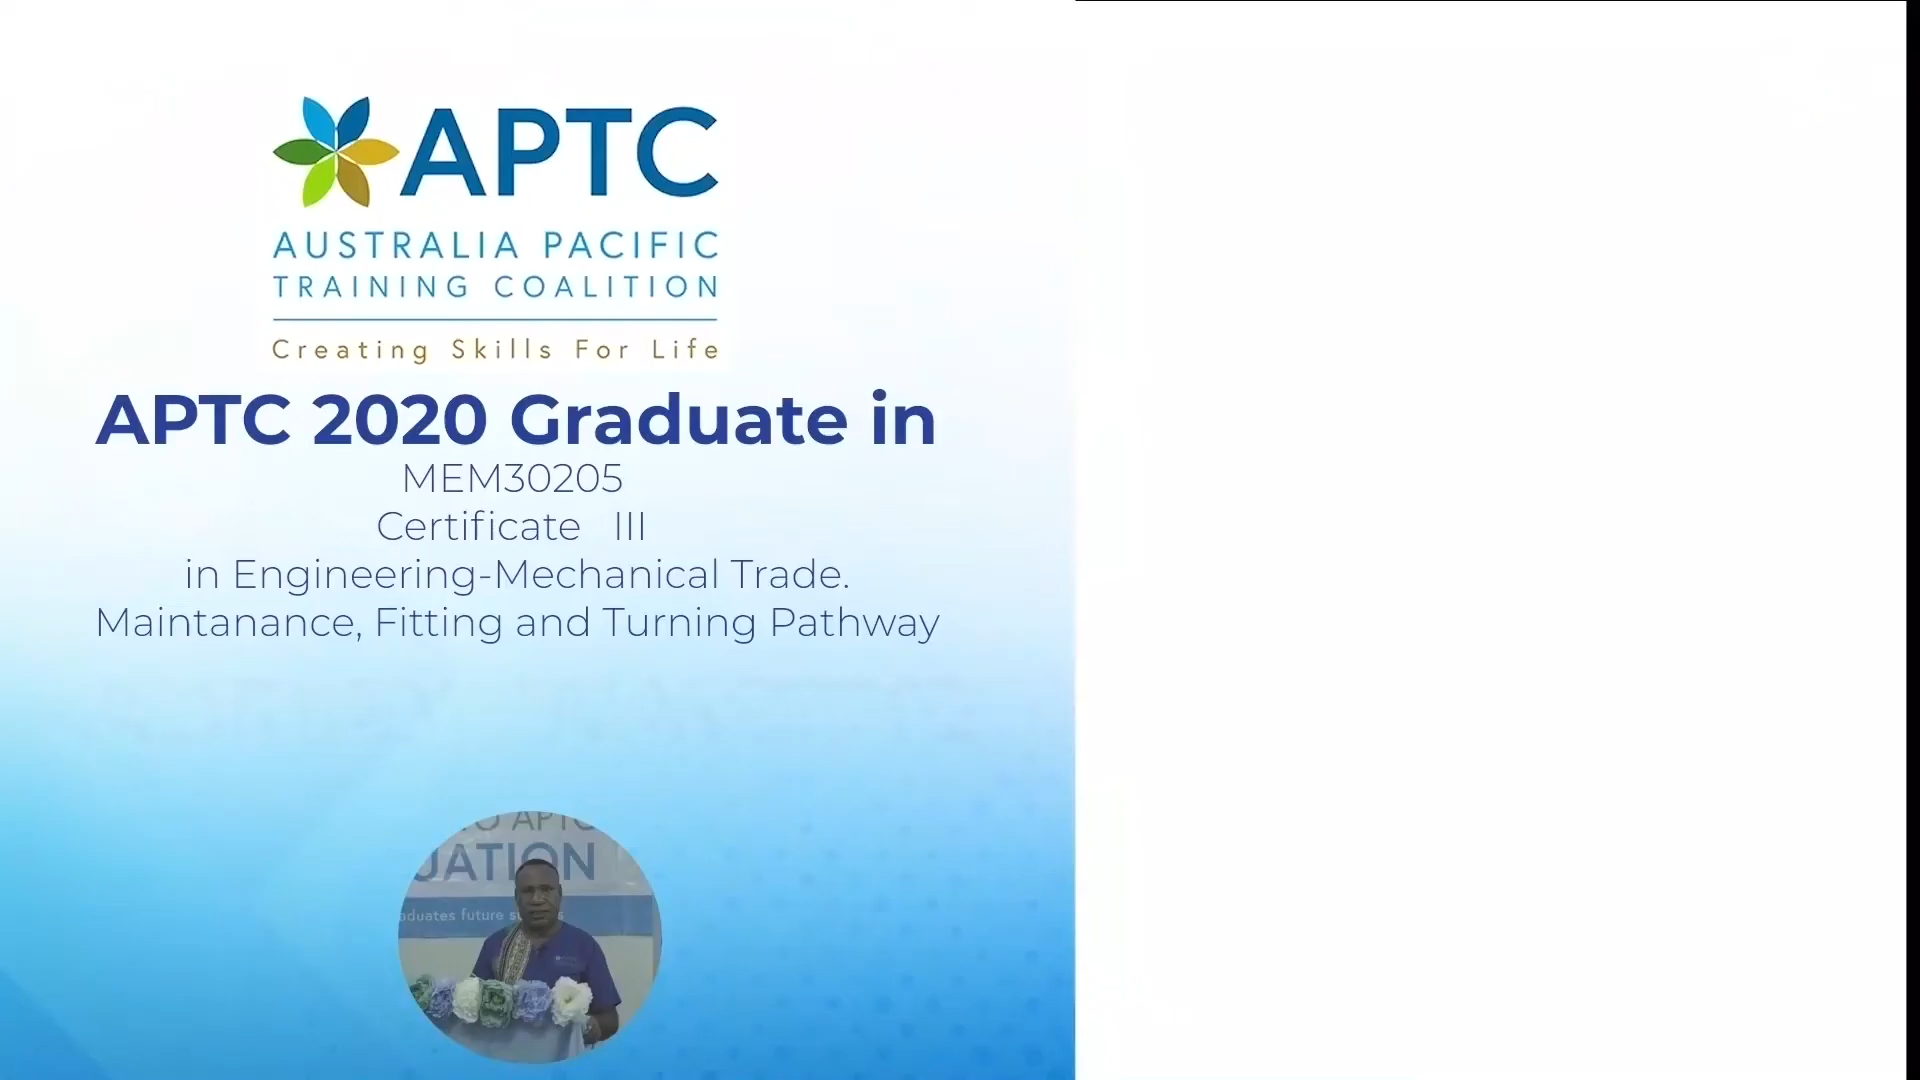 APTC
AUSTRALIA PACIFIC
TRAINING COALITION
Creating Skills For Life
APTC 2020 Graduate in
MEM30205
Certificate III
in Engineering-Mechanical Trade.
Maintanance, Fitting and Turning Pathway
APTC